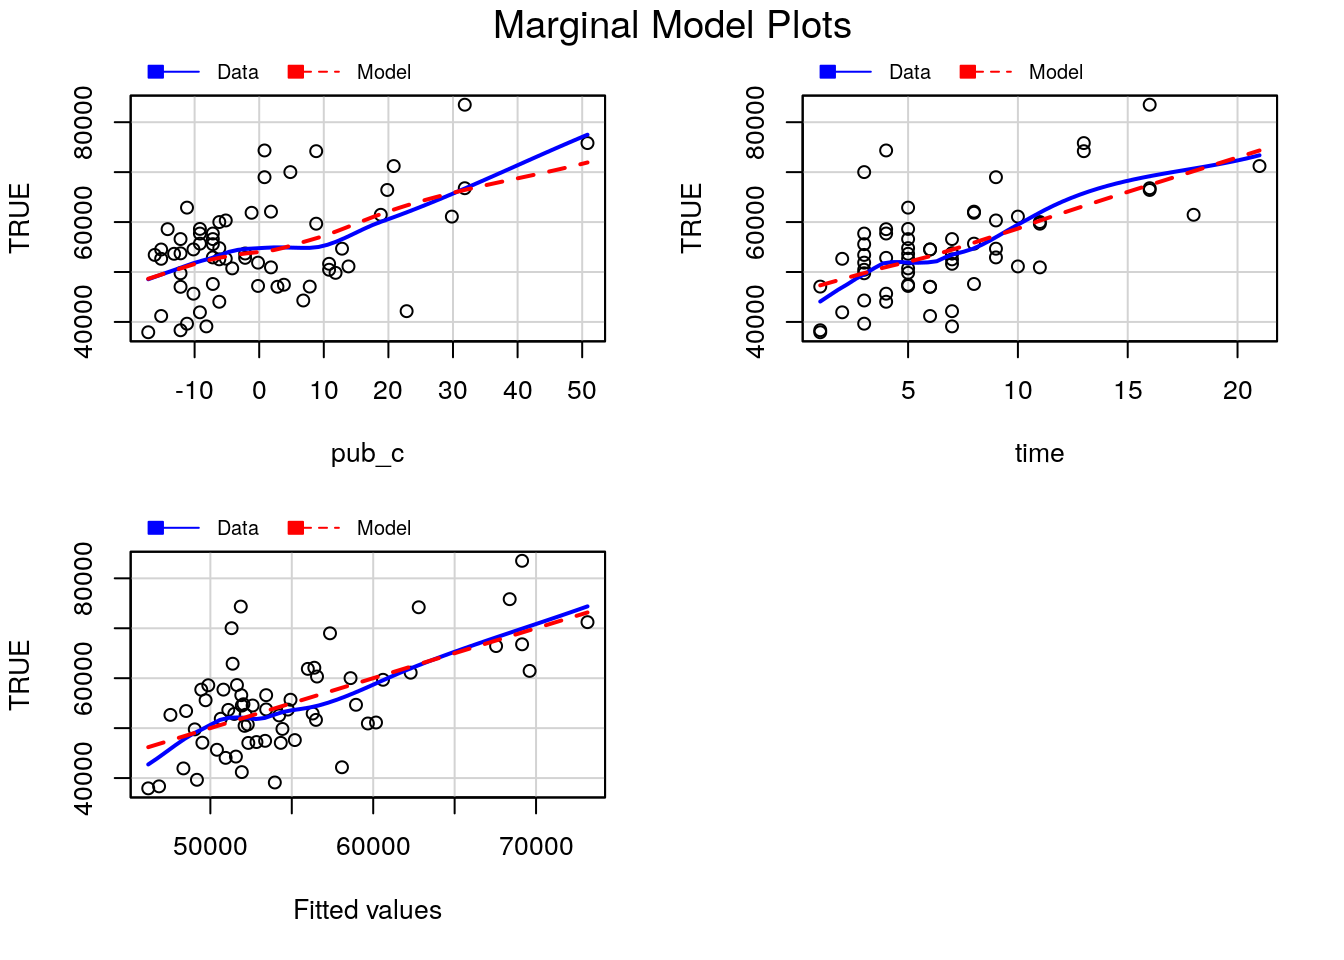 Marginal Model Plots
Data Model
TRUE
80000
60000
40000
-10 0 10 20 30 40 50
pub_c
Data Model
TRUE
80000
60000
40000
5 10 15 20
time
Data Model
TRUE
80000
60000
40000
50000 60000 70000
Fitted values